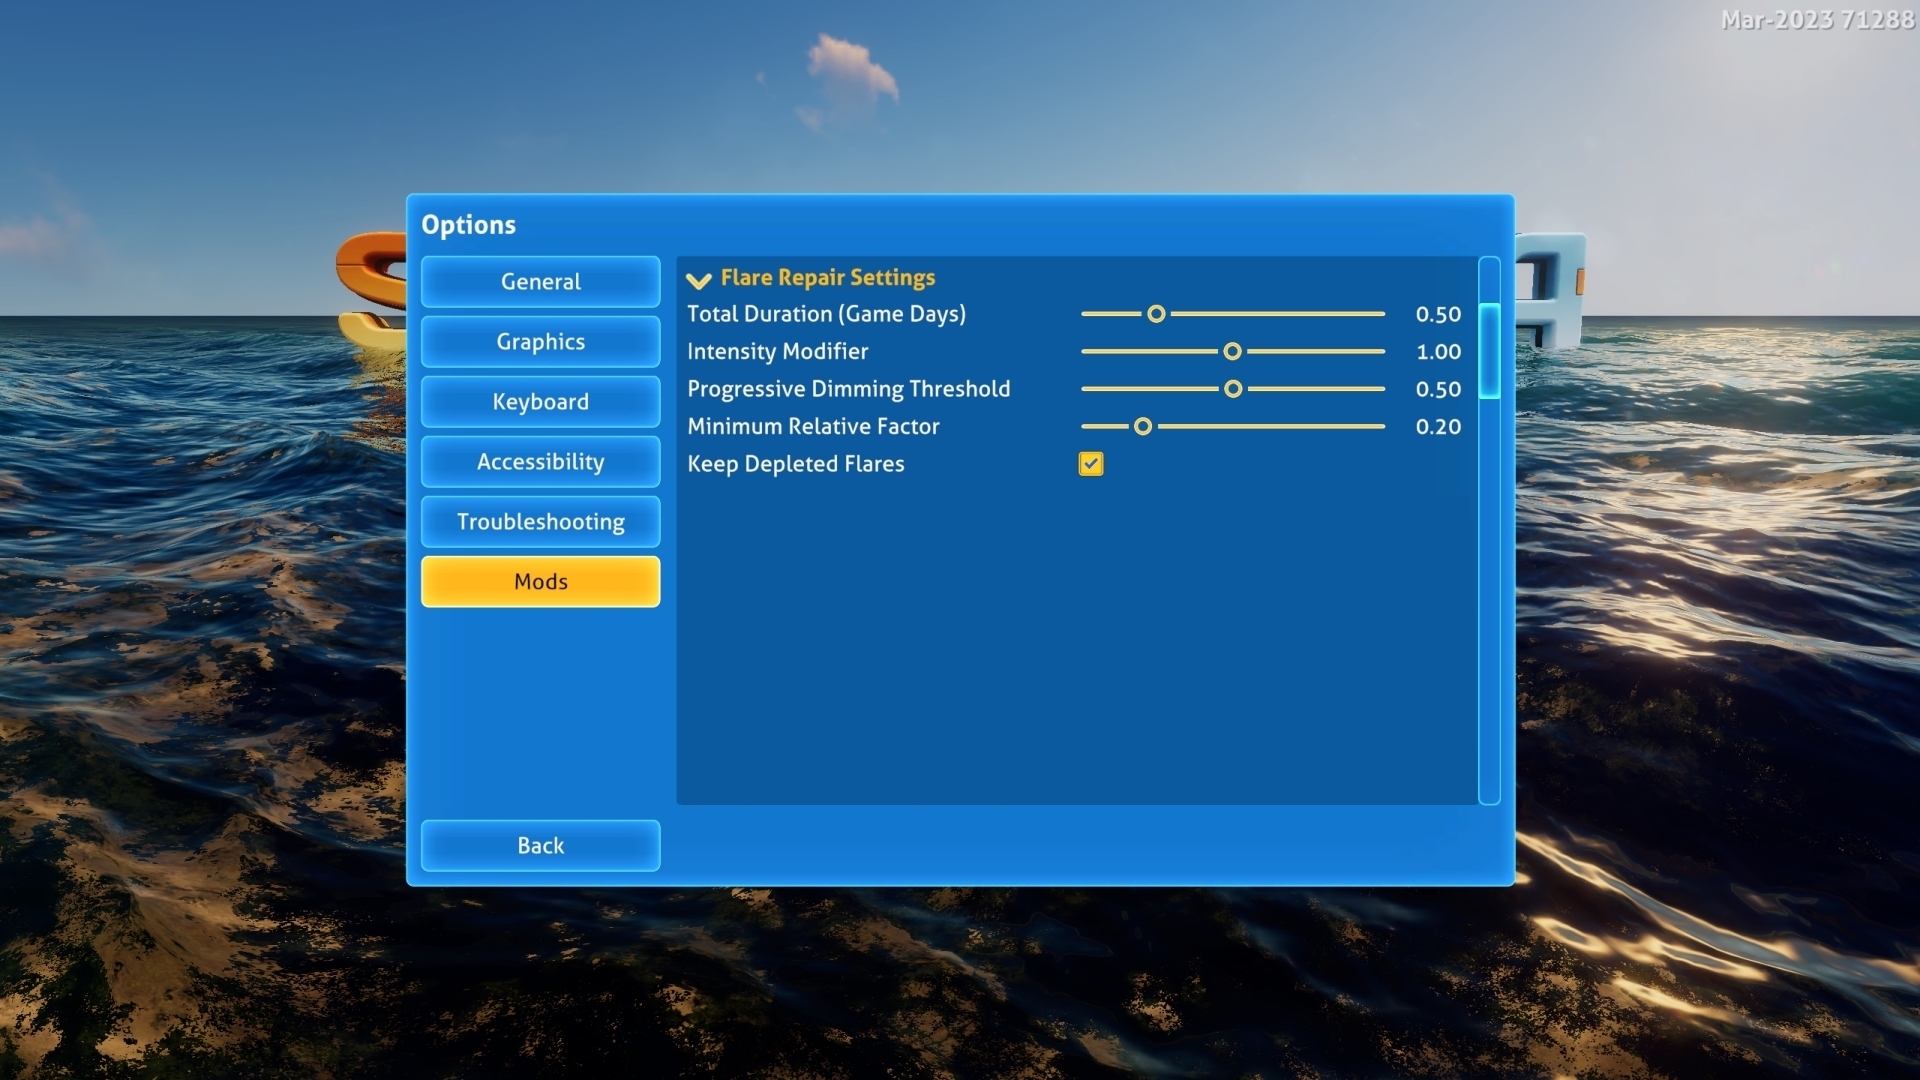 Mar-2023 71288
Options
General
Graphics
Keyboard
Accessibility
Troubleshooting
Mods
Back
Flare Repair Settings
Total Duration (Game Days) 0.50
Intensity Modifier 1.00
Progressive Dimming Threshold 0.50
Minimum Relative Factor 0.20
Keep Depleted Flares